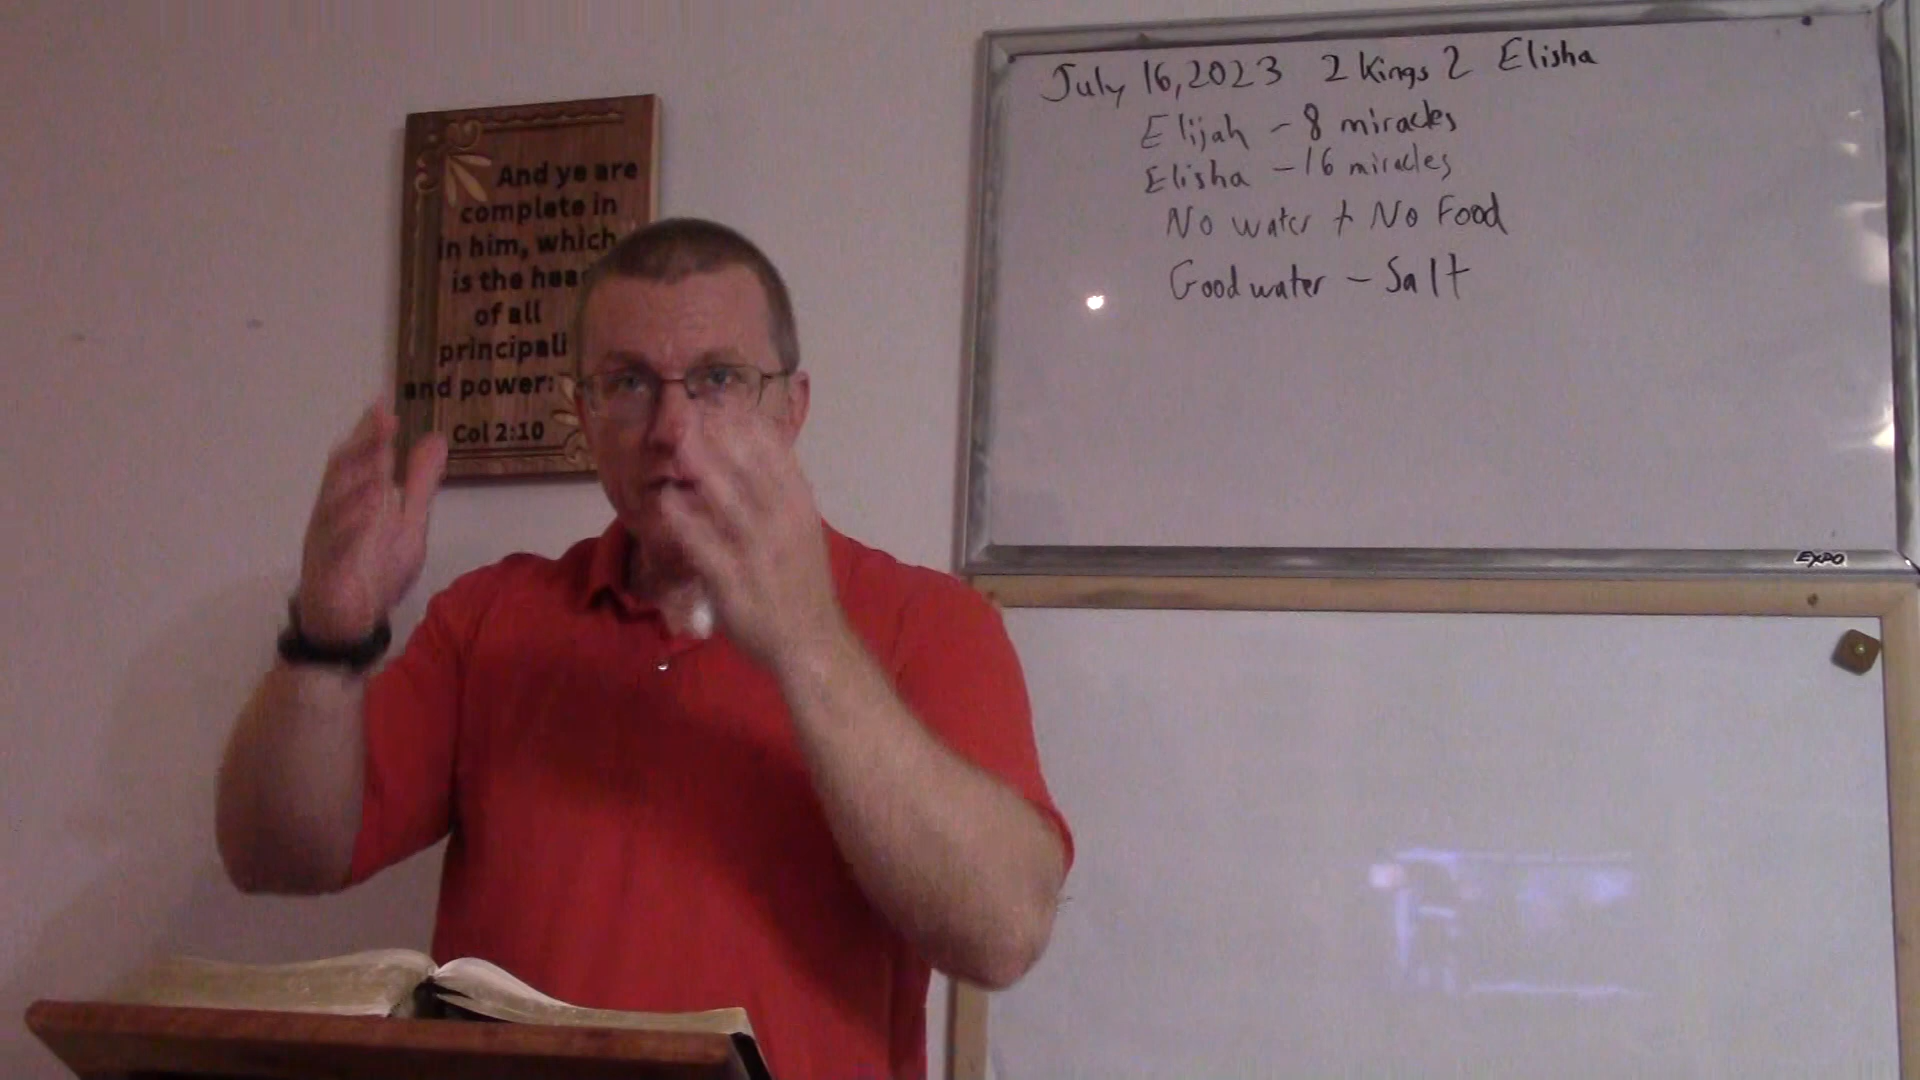 And ye are
complete in
in him, which
is the hea
of all
principali
and power:
Col 2:10
July 16, 2023 2 Kings 2 Elisha
Elijah - 8 miracles
Elisha - 16 miracles
No water + No Food
Good water - Salt
EXPO